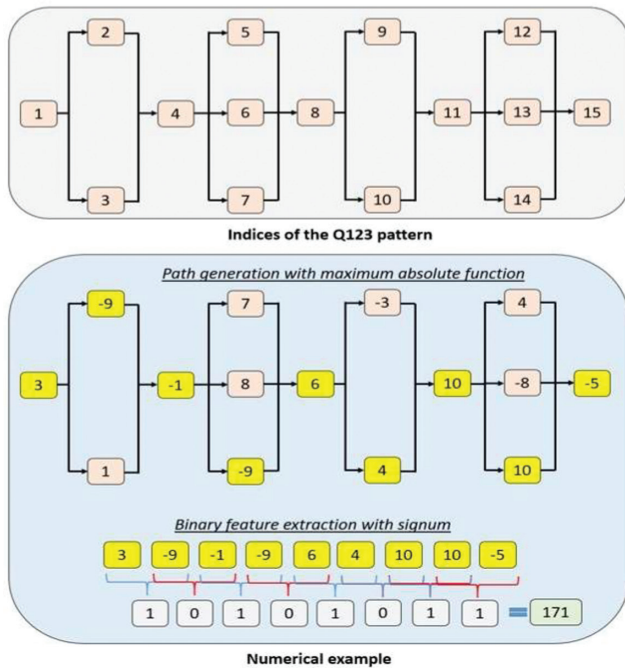 2 5 9 12
1 4 6 8 11 13 15
3 7 10 14
Indices of the Q123 pattern
Path generation with maximum absolute function
-9 7 -3 4
3 -1 8 6 10 -8 -5
1 -9 4 10
Binary feature extraction with signum
3 -9 -1 -9 6 4 10 10 -5
1 0 1 0 1 0 1 1 = 171
Numerical example